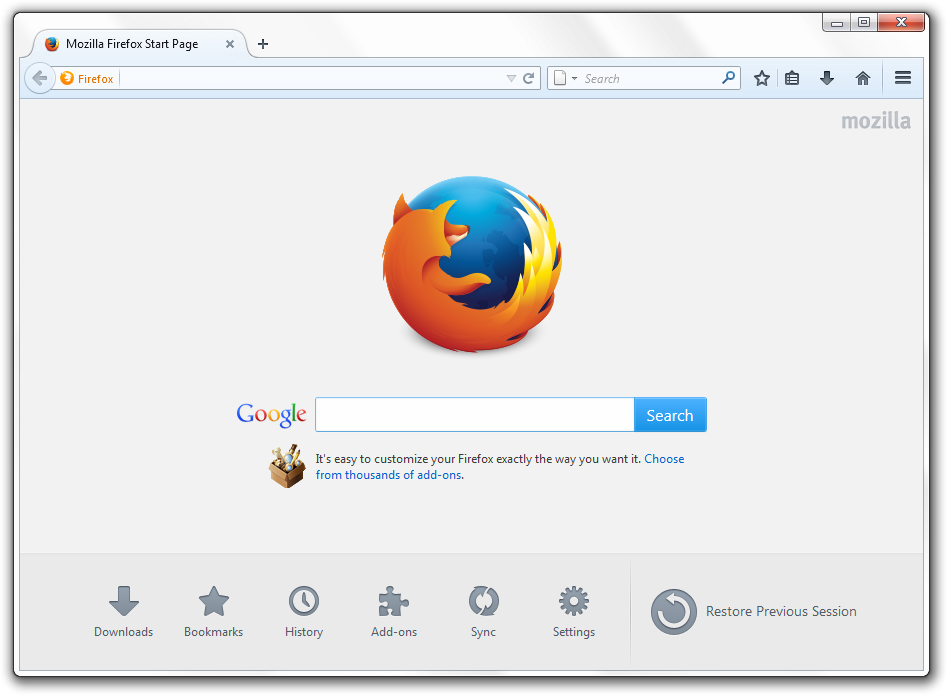 Mozilla Firefox Start Page
Firefox
Search
mozilla
Google
Search
It's easy to customize your Firefox exactly the way you want it. Choose
from thousands of add-ons.
Downloads
Bookmarks
History
Add-ons
Sync
Settings
Restore Previous Session